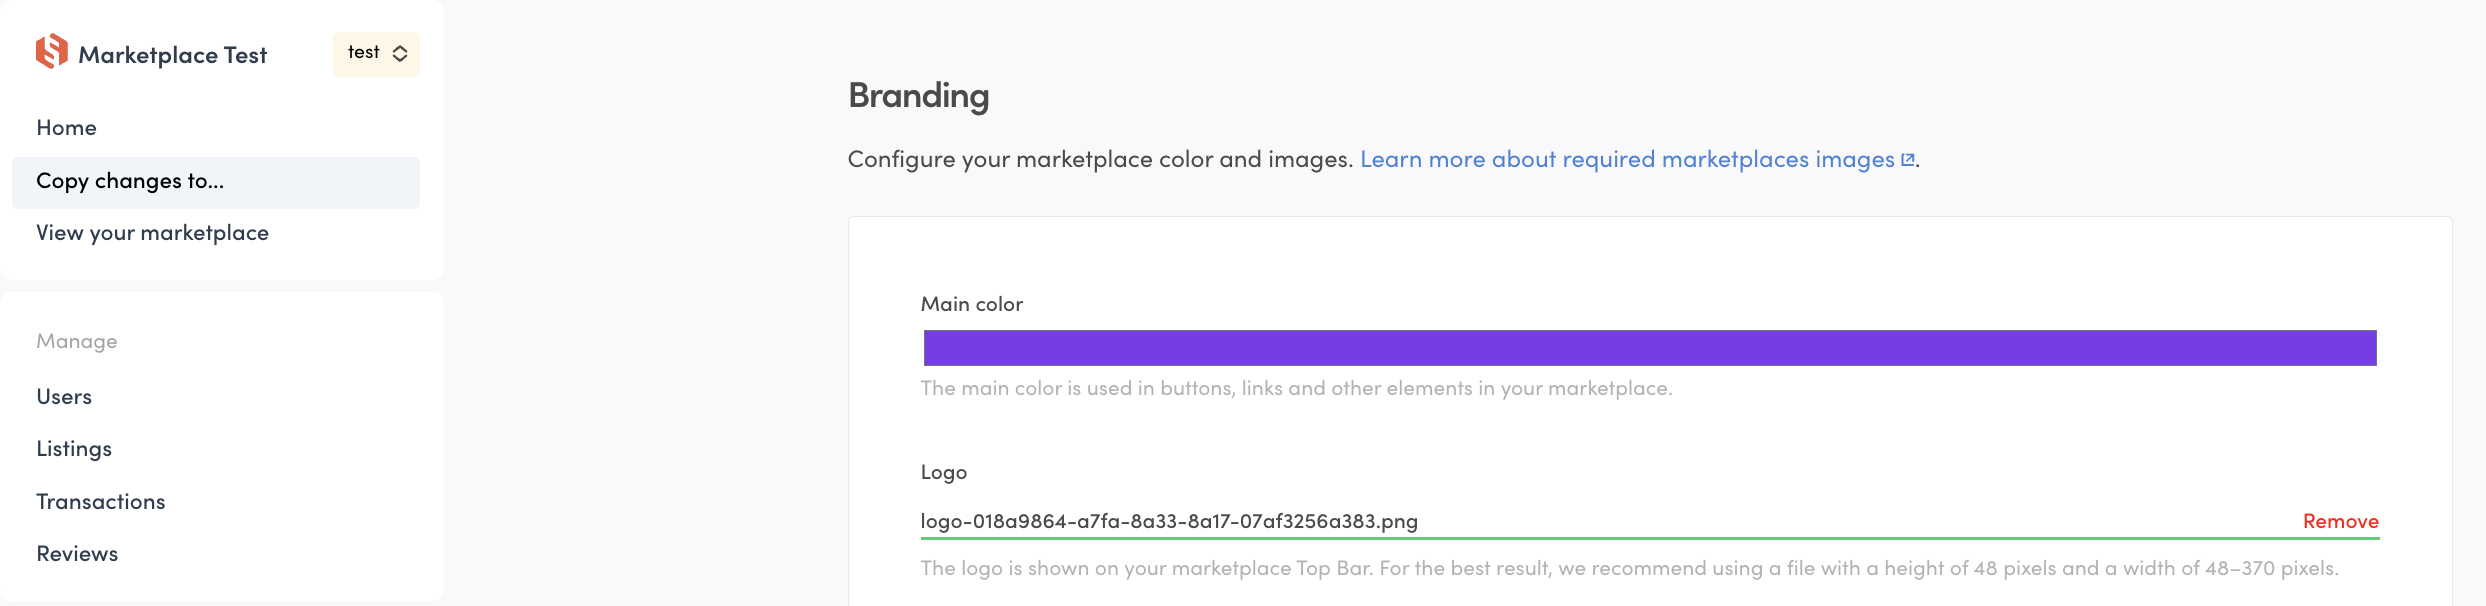 Marketplace Test
test
Home
Copy changes to...
View your marketplace
Manage
Users
Listings
Transactions
Reviews
Branding
Configure your marketplace color and images. Learn more about required marketplaces images.
Main color
The main color is used in buttons, links and other elements in your marketplace.
Logo
logo-018a9864-a7fa-8a33-8a17-07af3256a383.png
Remove
The logo is shown on your marketplace Top Bar. For the best result, we recommend using a file with a height of 48 pixels and a width of 48–370 pixels.